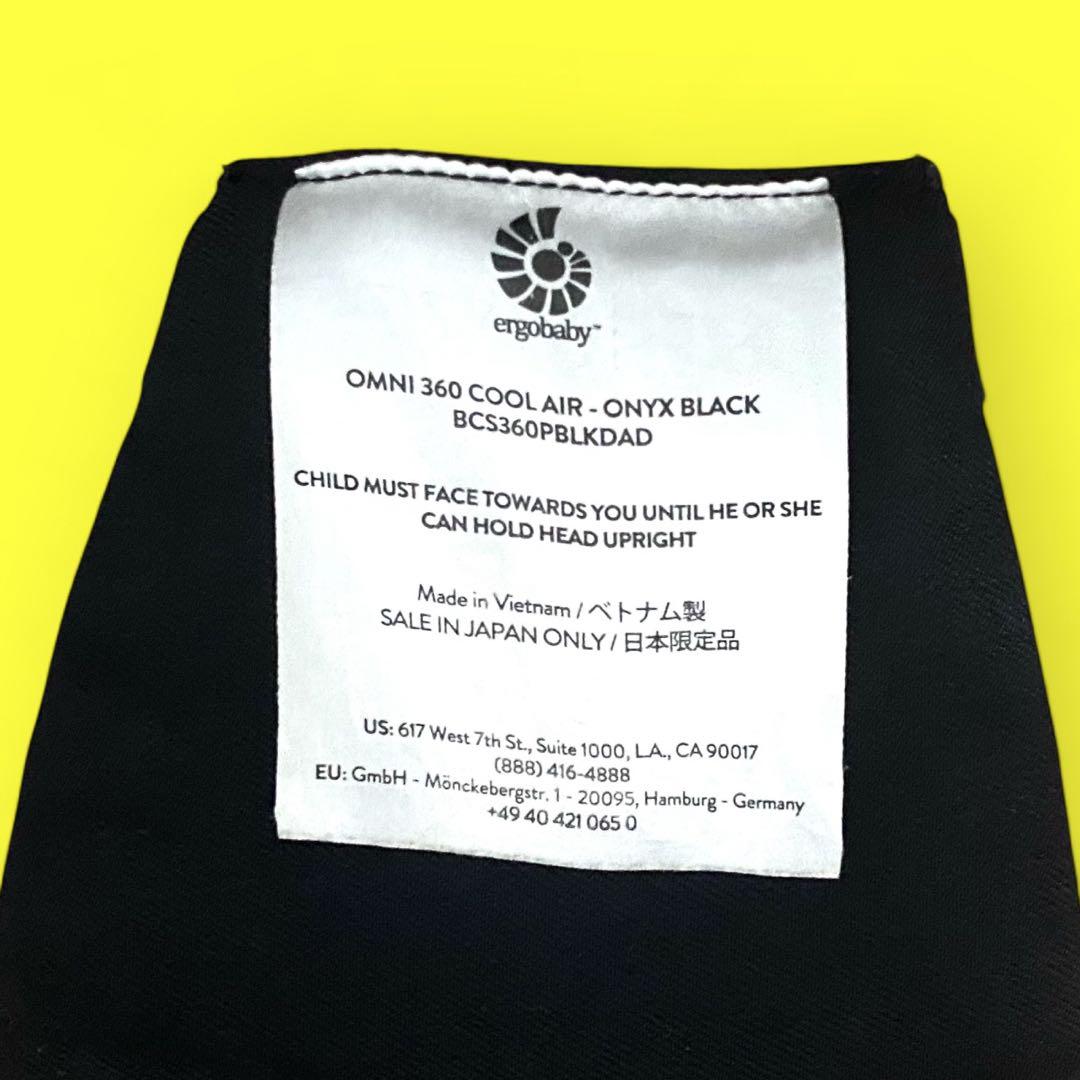 ergobaby™
OMNI 360 COOL AIR - ONYX BLACK
BCS360PBLKDAD
CHILD MUST FACE TOWARDS YOU UNTIL HE OR SHE
CAN HOLD HEAD UPRIGHT
Made in Vietnam / ベトナム製
SALE IN JAPAN ONLY / 日本限定品
US: 617 West 7th St., Suite 1000, L.A., CA 90017
(888) 416-4888
EU: GmbH - Mönckebergstr. 1 - 20095, Hamburg - Germany
+49 40 421 065 0